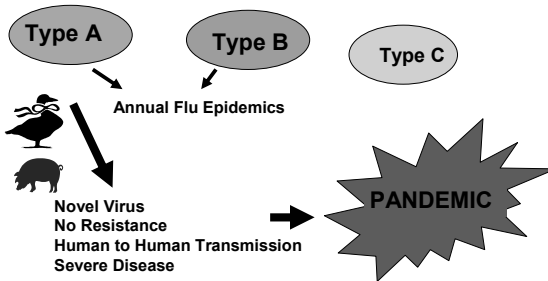 Type A
Type B
Type C
Annual Flu Epidemics
Novel Virus
No Resistance
Human to Human Transmission
Severe Disease
PANDEMIC